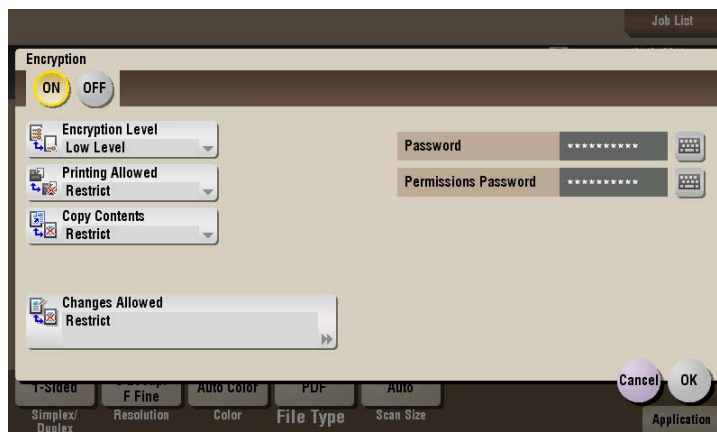 Job List
Encryption
ON OFF
Encryption Level
Low Level
Password **********
Printing Allowed
Restrict
Permissions Password **********
Copy Contents
Restrict
Changes Allowed
Restrict
Cancel OK
1-Sided F Fine Auto Color PDF Auto
Simplex/
Duplex
Resolution Color File Type Scan Size
Application